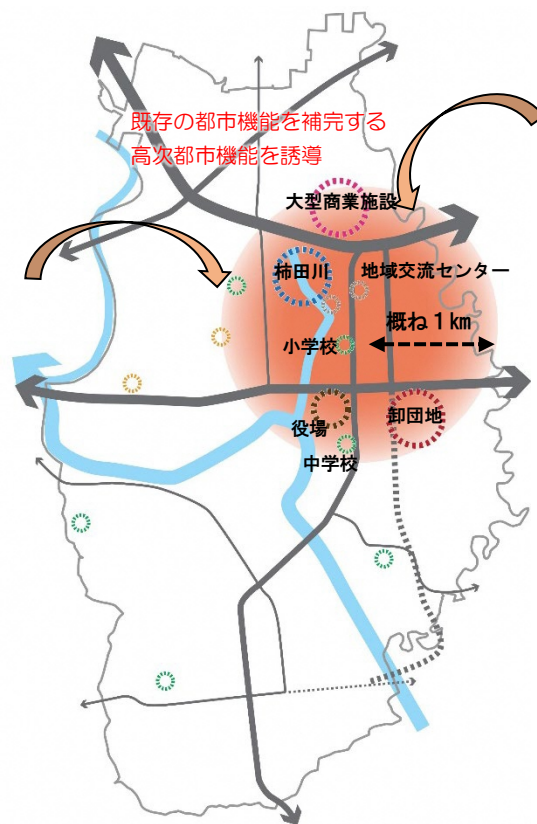 既存の都市機能を補完する
高次都市機能を誘導
大型商業施設
柿田川
地域交流センター
概ね1㎞
小学校
役場
卸団地
中学校